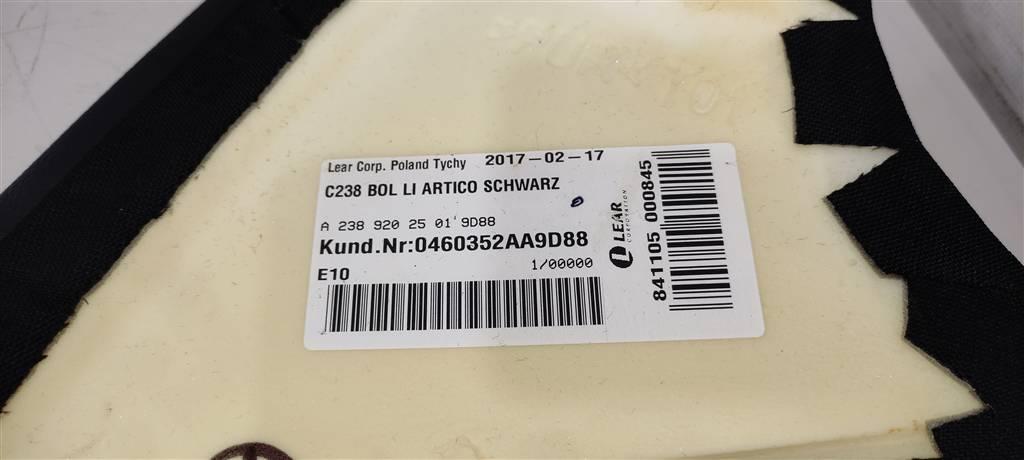 Lear Corp. Poland Tychy 2017-02-17
C238 BOL LI ARTICO SCHWARZ
A 238 920 25 01 9D88
Kund.Nr:0460352AA9D88
E10 1/00000
LEAR
CORPORATION
841105 000845